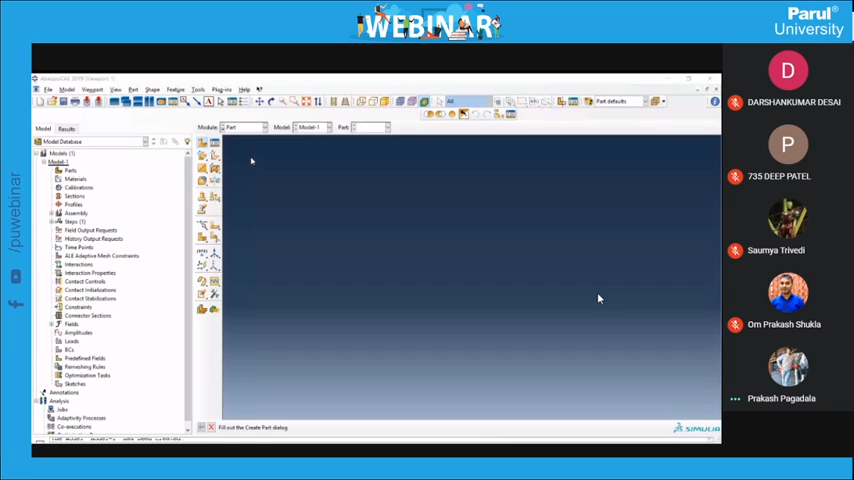 WEBINAR
Parul®
University
/puwebinar
Abaqus/CAE 2019 [Viewport: 1]
File Model Viewport View Part Shape Feature Tools Plug-ins Help
All
Part defaults
Model Results
Module: Part Model: Model-1 Part:
Model Database
Models (1)
Model-1
Parts
Materials
Calibrations
Sections
Profiles
Assembly
Steps (1)
Field Output Requests
History Output Requests
Time Points
ALE Adaptive Mesh Constraints
Interactions
Interaction Properties
Contact Controls
Contact Initializations
Contact Stabilizations
Constraints
Connector Sections
Fields
Amplitudes
Loads
BCs
Predefined Fields
Remeshing Rules
Optimization Tasks
Sketches
Annotations
Analysis
Jobs
Adaptivity Processes
Co-executions
Fill out the Create Part dialog
SIMULIA
D
DARSHANKUMAR DESAI
P
735 DEEP PATEL
Saumya Trivedi
Om Prakash Shukla
Prakash Pagadala